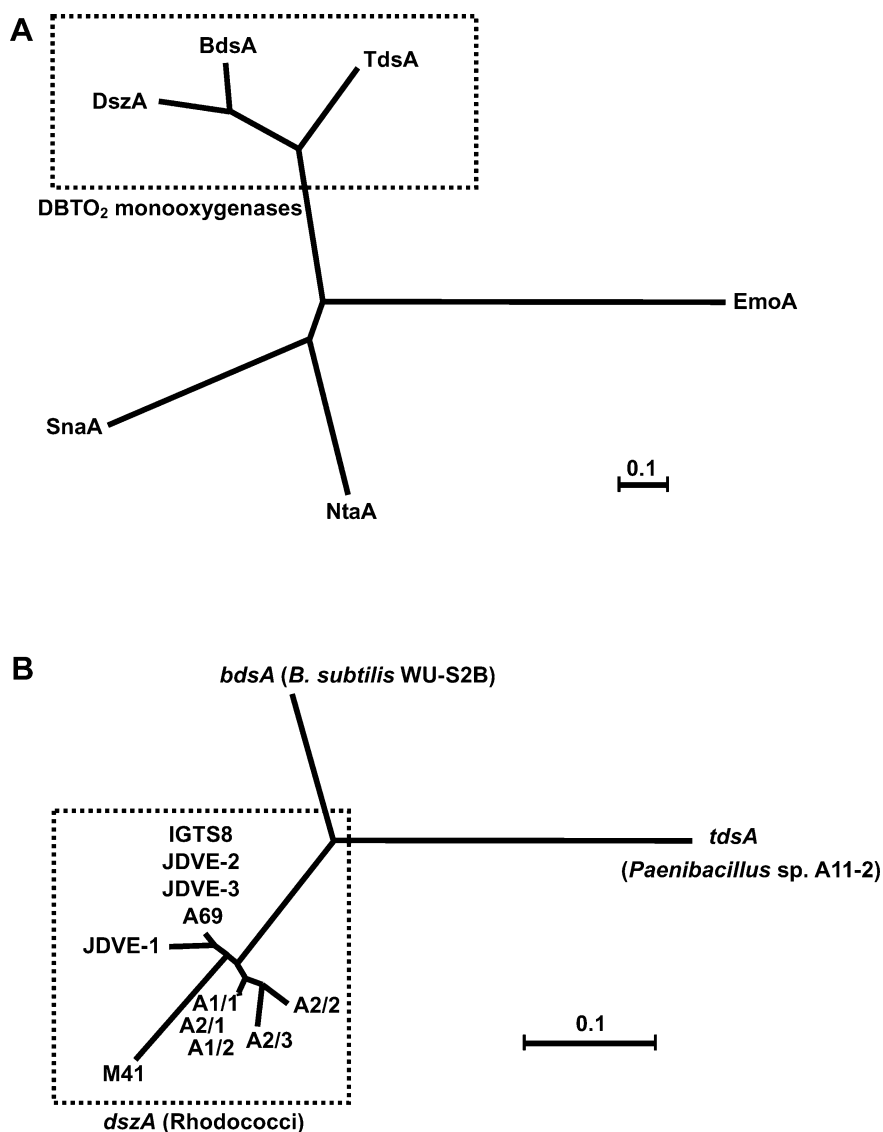 A
BdsA
TdsA
DszA
DBTO₂ monooxygenases
EmoA
SnaA
0.1
NtaA
B
bdsA (B. subtilis WU-S2B)
IGTS8
JDVE-2
JDVE-3
A69
JDVE-1
tdsA
(Paenibacillus sp. A11-2)
A1/1
A2/2
A2/1
A1/2
A2/3
0.1
M41
dszA (Rhodococci)